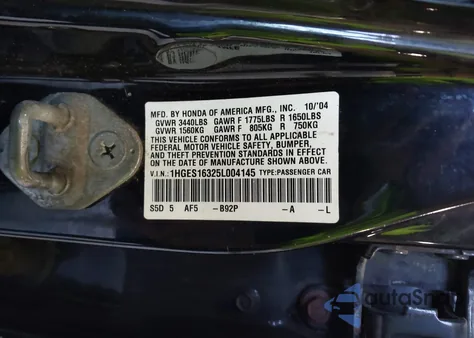 MFD. BY HONDA OF AMERICA MFG., INC. 10/'04
GVWR 3440LBS GAWR F 1775LBS R 1650LBS
GVWR 1560KG GAWR F 805KG R 750KG
THIS VEHICLE CONFORMS TO ALL APPLICABLE
FEDERAL MOTOR VEHICLE SAFETY, BUMPER,
AND THEFT PREVENTION STANDARDS IN EFFECT
ON THE DATE OF MANUFACTURE SHOWN ABOVE.
V.I.N.: 1HGES16325L004145 TYPE:PASSENGER CAR
S5D 5 AF5 -B92P -A -L
autoSnap